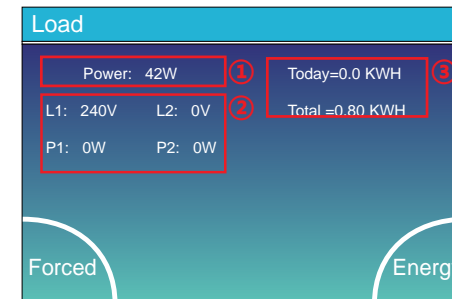 Load
Power: 42W ①
Today=0.0 KWH ③
L1: 240V L2: 0V ②
Total =0.80 KWH
P1: 0W P2: 0W
Forced
Energ